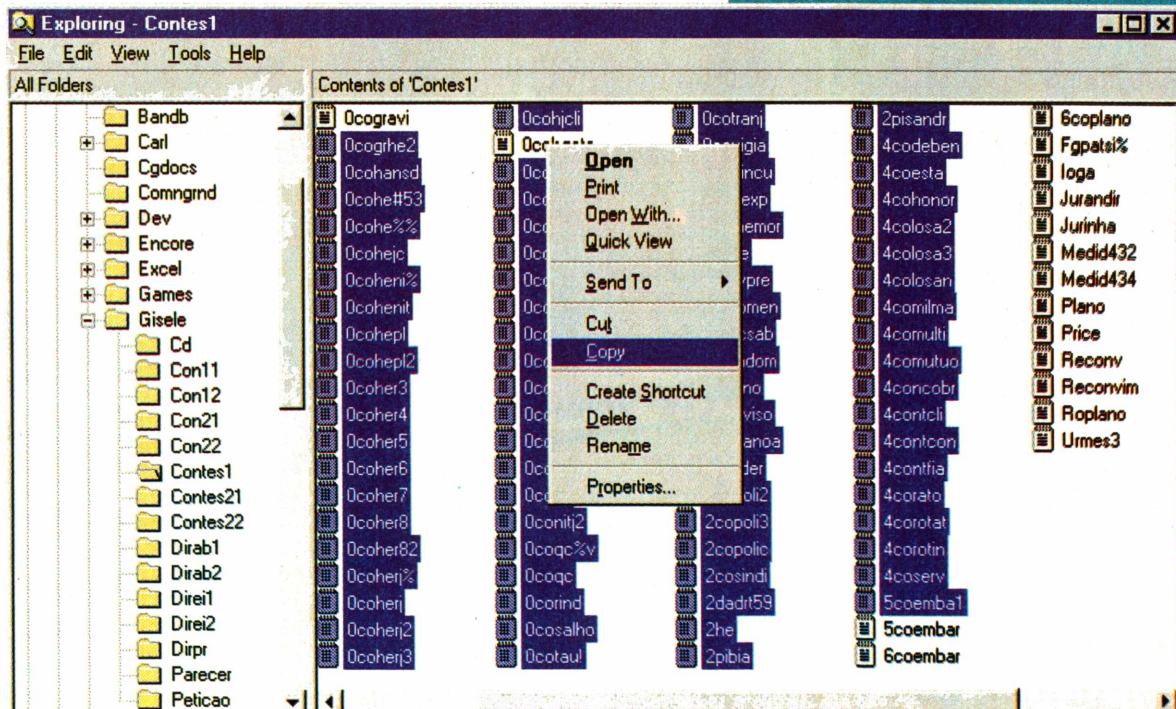 Exploring - Contes1
File Edit View Tools Help
All Folders
Contents of 'Contes1'
Bandb
Carl
Cgdocs
Comngrnd
Dev
Encore
Excel
Games
Gisele
Cd
Con11
Con12
Con21
Con22
Contes1
Contes21
Contes22
Dirab1
Dirab2
Direi1
Direi2
Dirpr
Parecer
Peticao
0cogravi
0cogrhe2
0cohansd
0cohe#53
0cohe%%
0cohejc
0coheni%
0cohenit
0cohepl
0cohepl2
0coher3
0coher4
0coher5
0coher6
0coher7
0coher8
0coher82
0coherj%
0coherj
0coherj2
0coherj3
0cohjcli
0conitj2
0coqc%v
0coqc
0corind
0cosalho
0cotau!
Open
Print
Open With...
Quick View
Send To
Cut
Copy
Create Shortcut
Delete
Rename
Properties...
0cotranj
2copoli3
2copolic
2cosindi
2dadrt59
2he
2pibia
2pisandr
4codeben
4coesta
4cohonor
4colosa2
4colosa3
4colosan
4comilma
4comulti
4comutuo
4concobr
4contcli
4contcon
4contfia
4corato
4corotat
4corotin
4coserv
5coemba1
5coembar
6coembar
6coplano
Fgpatsi%
Ioga
Jurandir
Jurinha
Medid432
Medid434
Plano
Price
Reconv
Reconvim
Roplano
Urmes3